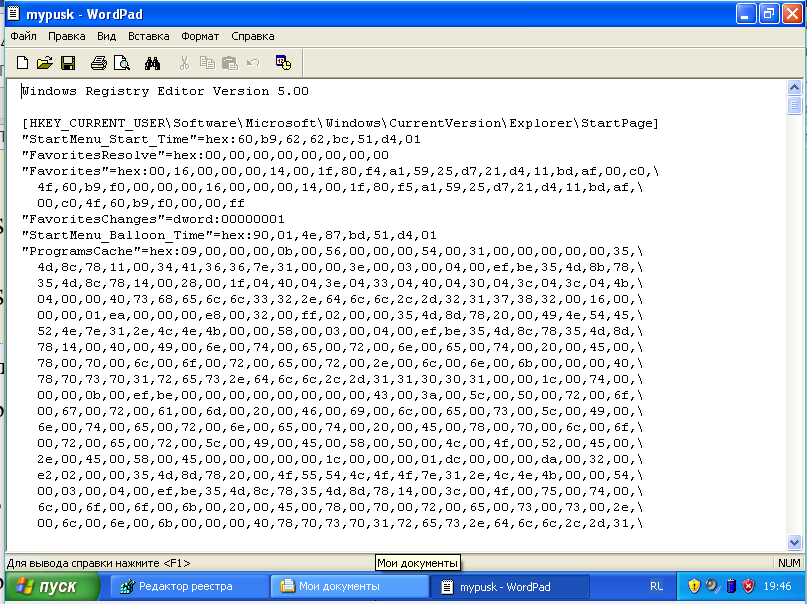 mypusk - WordPad
Файл Правка Вид Вставка Формат Справка
Windows Registry Editor Version 5.00
[HKEY_CURRENT_USER\Software\Microsoft\Windows\CurrentVersion\Explorer\StartPage]
"StartMenu_Start_Time"=hex:60,b9,62,62,bc,51,d4,01
"FavoritesResolve"=hex:00,00,00,00,00,00,00,00
"Favorites"=hex:00,16,00,00,00,14,00,1f,80,f4,a1,59,25,d7,21,d4,11,bd,af,00,c0,\
4f,60,b9,f0,00,00,00,16,00,00,00,14,00,1f,80,f5,a1,59,25,d7,21,d4,11,bd,af,\
00,c0,4f,60,b9,f0,00,00,ff
"FavoritesChanges"=dword:00000001
"StartMenu_Balloon_Time"=hex:90,01,4e,87,bd,51,d4,01
"ProgramsCache"=hex:09,00,00,00,0b,00,56,00,00,00,54,00,31,00,00,00,00,00,35,\
4d,8c,78,11,00,34,41,36,36,7e,31,00,00,3e,00,03,00,04,00,ef,be,35,4d,8b,78,\
35,4d,8c,78,14,00,28,00,1f,04,40,04,3e,04,33,04,40,04,30,04,3c,04,3c,04,4b,\
04,00,00,40,73,68,65,6c,6c,33,32,2e,64,6c,6c,2c,2d,32,31,37,38,32,00,16,00,\
00,00,01,ea,00,00,00,e8,00,32,00,ff,02,00,00,35,4d,8d,78,20,00,49,4e,54,45,\
52,4e,7e,31,2e,4c,4e,4b,00,00,58,00,03,00,04,00,ef,be,35,4d,8c,78,35,4d,8d,\
78,14,00,40,00,49,00,6e,00,74,00,65,00,72,00,6e,00,65,00,74,00,20,00,45,00,\
78,00,70,00,6c,00,6f,00,72,00,65,00,72,00,2e,00,6c,00,6e,00,6b,00,00,00,40,\
78,70,73,70,31,72,65,73,2e,64,6c,6c,2c,2d,31,31,30,30,31,00,00,1c,00,74,00,\
00,00,0b,00,ef,be,00,00,00,00,00,00,00,00,43,00,3a,00,5c,00,50,00,72,00,6f,\
00,67,00,72,00,61,00,6d,00,20,00,46,00,69,00,6c,00,65,00,73,00,5c,00,49,00,\
6e,00,74,00,65,00,72,00,6e,00,65,00,74,00,20,00,45,00,78,00,70,00,6c,00,6f,\
00,72,00,65,00,72,00,5c,00,49,00,45,00,58,00,50,00,4c,00,4f,00,52,00,45,00,\
2e,00,45,00,58,00,45,00,00,00,00,00,1c,00,00,00,01,dc,00,00,00,da,00,32,00,\
e2,02,00,00,35,4d,8d,78,20,00,4f,55,54,4c,4f,4f,7e,31,2e,4c,4e,4b,00,00,54,\
00,03,00,04,00,ef,be,35,4d,8c,78,35,4d,8d,78,14,00,3c,00,4f,00,75,00,74,00,\
6c,00,6f,00,6f,00,6b,00,20,00,45,00,78,00,70,00,72,00,65,00,73,00,73,00,2e,\
00,6c,00,6e,00,6b,00,00,00,40,78,70,73,70,31,72,65,73,2e,64,6c,6c,2c,2d,31,\
Для вывода справки нажмите <F1>
Мои документы
NUM
пуск
Редактор реестра
Мои документы
mypusk - WordPad
RL
19:46